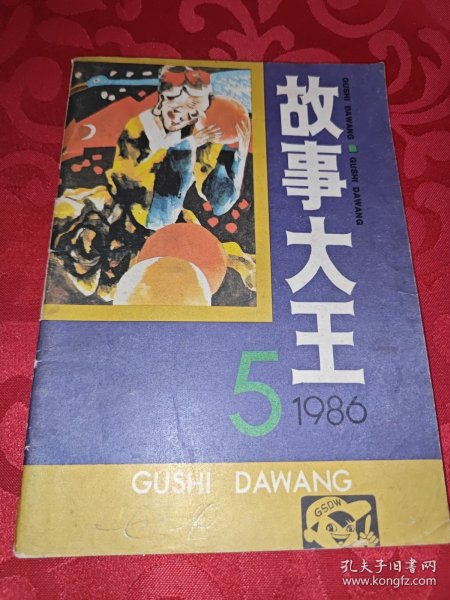 故事大王
GUSHI DAWANG ■ GUSHI DAWANG
5
1986
GUSHI DAWANG
GSDW
孔夫子旧书网
www.kongfz.com